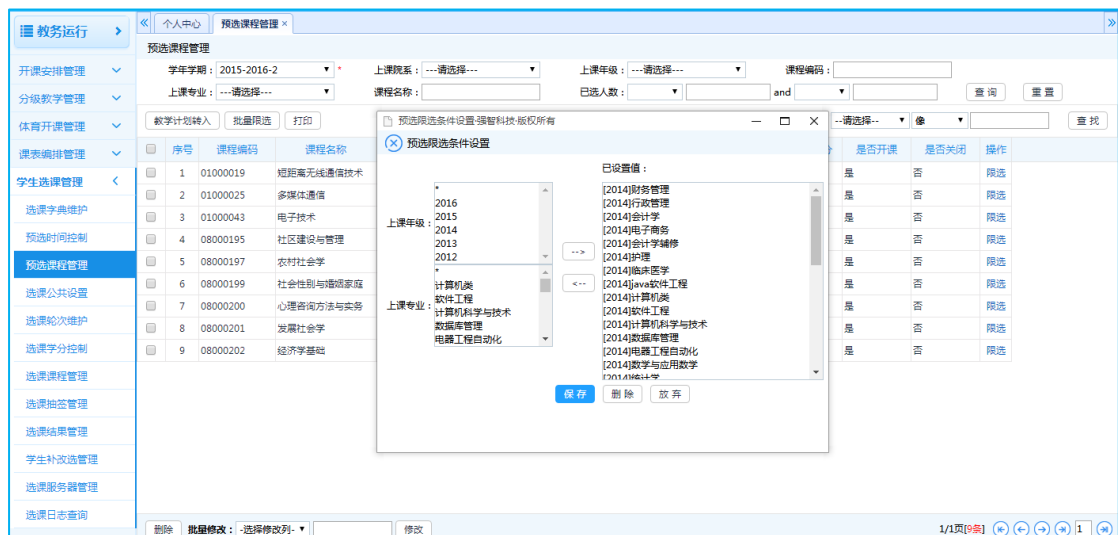 教务运行
开课安排管理
分级教学管理
体育开课管理
课表编排管理
学生选课管理
选课字典维护
预选时间控制
预选课程管理
选课公共设置
选课轮次维护
选课学分控制
选课课程管理
选课抽签管理
选课结果管理
学生补改选管理
选课服务器管理
选课日志查询
个人中心 预选课程管理 ×
预选课程管理
学年学期： 2015-2016-2 * 上课院系： ---请选择--- 上课年级： ---请选择--- 课程编码：
上课专业： ---请选择--- 课程名称： 已选人数： and 查 询 重 置
教学计划转入 批量限选 打印 --请选择-- 像 查 找
序号 课程编码 课程名称 是否开课 是否关闭 操作
1 01000019 短距离无线通信技术 是 否 限选
2 01000025 多媒体通信 是 否 限选
3 01000043 电子技术 是 否 限选
4 08000195 社区建设与管理 是 否 限选
5 08000197 农村社会学 是 否 限选
6 08000199 社会性别与婚姻家庭 是 否 限选
7 08000200 心理咨询方法与实务 是 否 限选
8 08000201 发展社会学 是 否 限选
9 08000202 经济学基础 是 否 限选
预选限选条件设置-强智科技-版权所有
预选限选条件设置
上课年级：
*
2016
2015
2014
2013
2012
上课专业：
*
计算机类
软件工程
计算机科学与技术
数据库管理
电器工程自动化
-->
<--
已设置值：
[2014]财务管理
[2014]行政管理
[2014]会计学
[2014]电子商务
[2014]会计学辅修
[2014]护理
[2014]临床医学
[2014]java软件工程
[2014]计算机类
[2014]软件工程
[2014]计算机科学与技术
[2014]数据库管理
[2014]电器工程自动化
[2014]数学与应用数学
[2014]统计学
保 存 删 除 放 弃
删除 批量修改： -选择修改列- 修改 1/1页[9条] 1